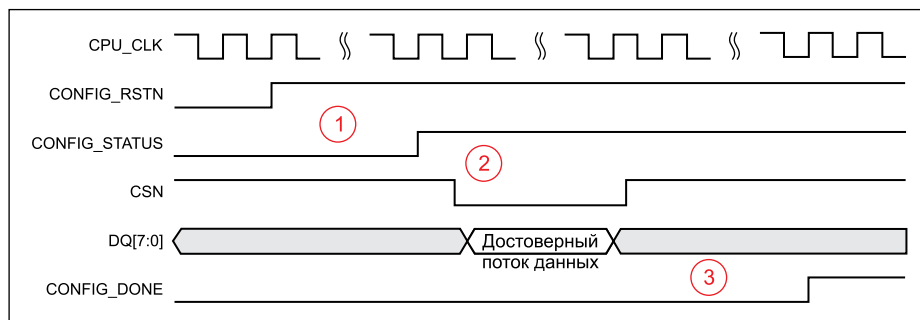 CPU_CLK
CONFIG_RSTN
1
CONFIG_STATUS
2
CSN
DQ[7:0]
Достоверный
поток данных
3
CONFIG_DONE